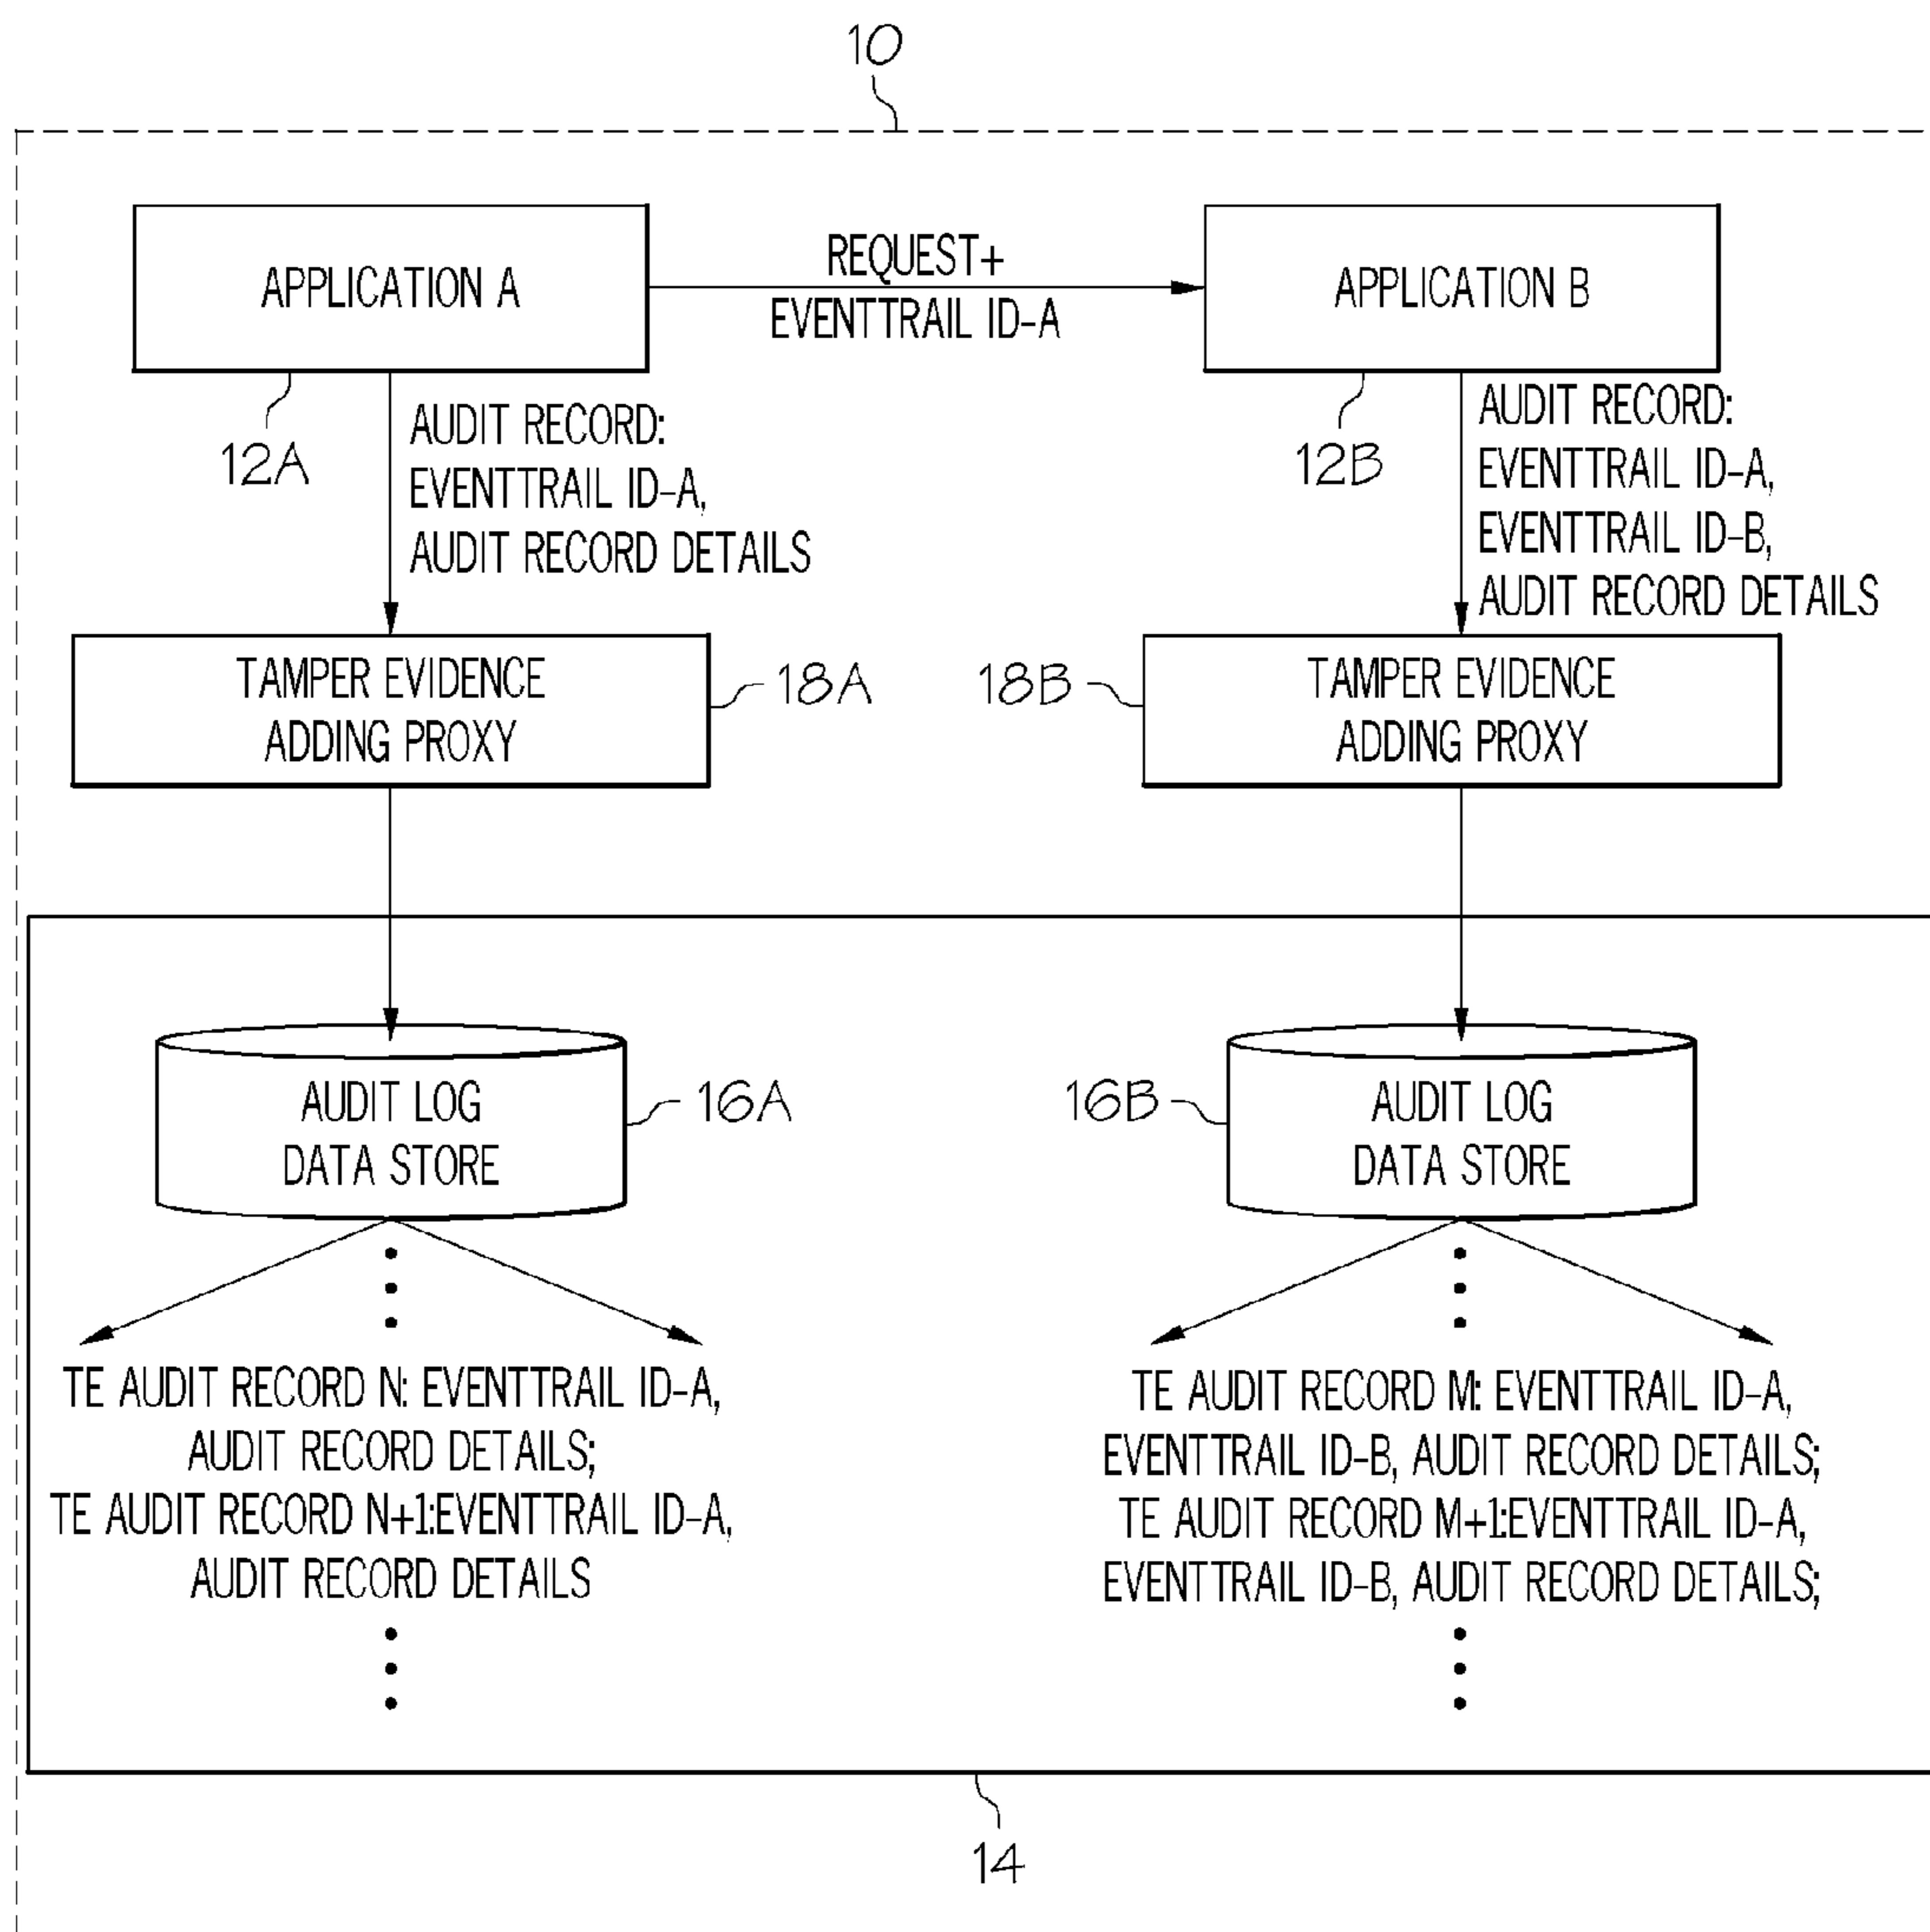 10
APPLICATION A
REQUEST+
EVENTTRAIL ID-A
APPLICATION B
12A
AUDIT RECORD:
EVENTTRAIL ID-A,
AUDIT RECORD DETAILS
12B
AUDIT RECORD:
EVENTTRAIL ID-A,
EVENTTRAIL ID-B,
AUDIT RECORD DETAILS
TAMPER EVIDENCE
ADDING PROXY
18A
18B
TAMPER EVIDENCE
ADDING PROXY
AUDIT LOG
DATA STORE
16A
16B
AUDIT LOG
DATA STORE
TE AUDIT RECORD N: EVENTTRAIL ID-A,
AUDIT RECORD DETAILS;
TE AUDIT RECORD N+1:EVENTTRAIL ID-A,
AUDIT RECORD DETAILS
TE AUDIT RECORD M: EVENTTRAIL ID-A,
EVENTTRAIL ID-B, AUDIT RECORD DETAILS;
TE AUDIT RECORD M+1:EVENTTRAIL ID-A,
EVENTTRAIL ID-B, AUDIT RECORD DETAILS;
14